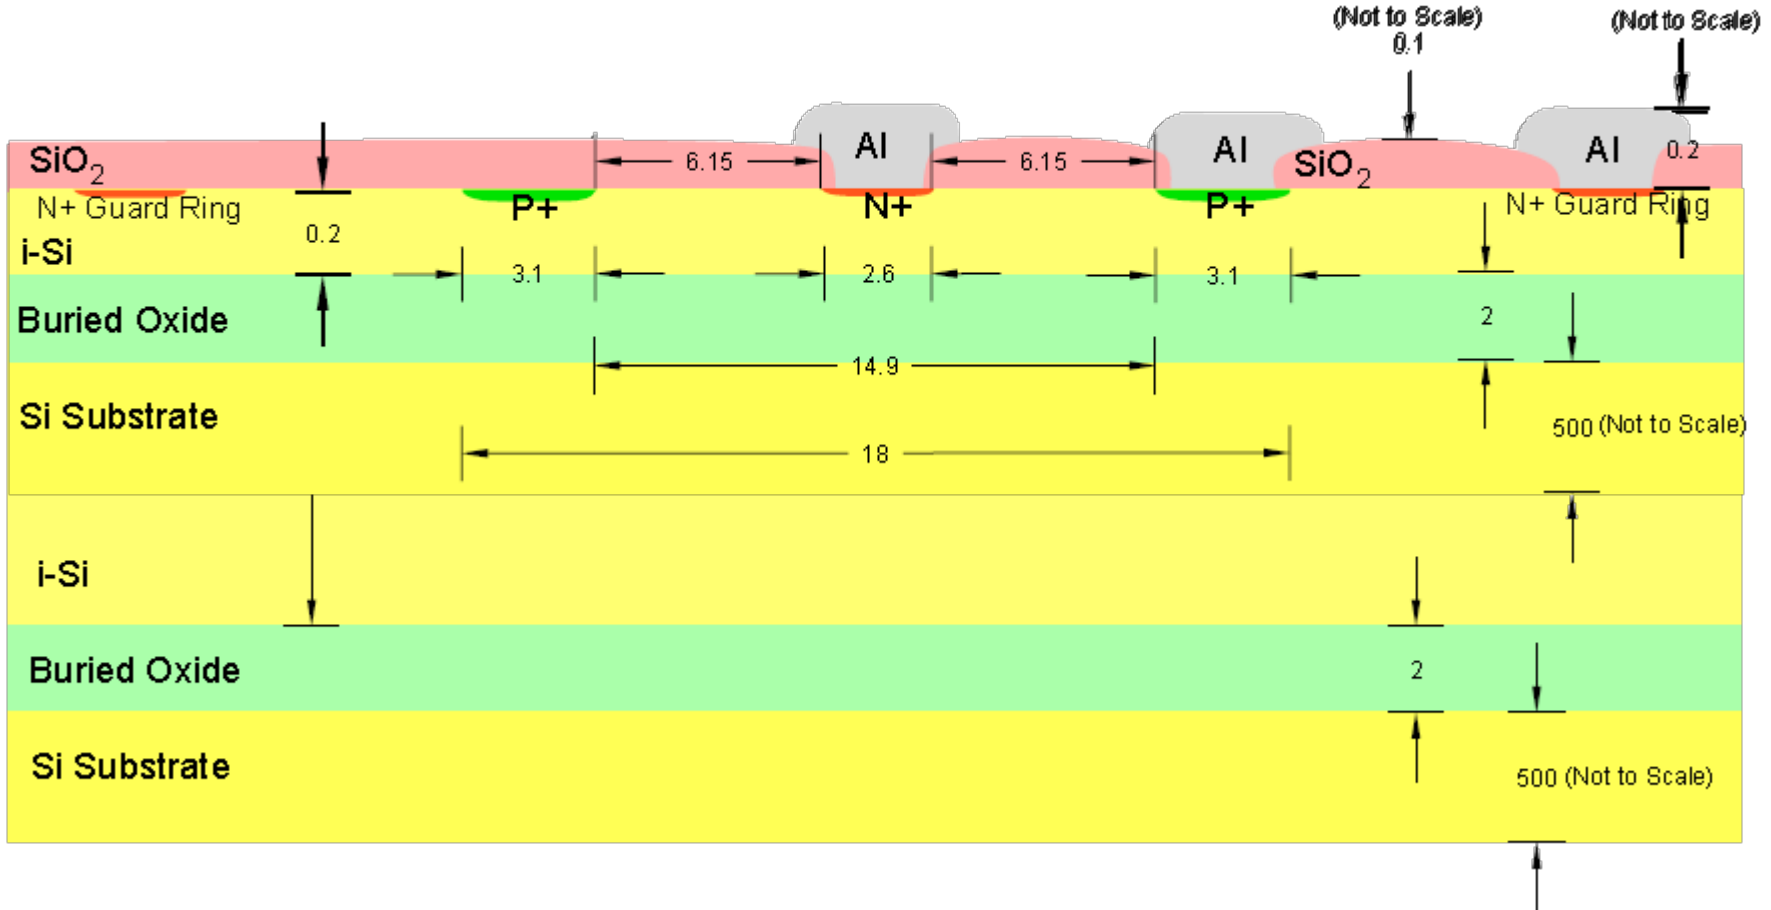 (Not to Scale)
0.1
(Not to Scale)
SiO2
6.15
Al
6.15
Al
SiO2
Al
0.2
N+ Guard Ring
P+
N+
P+
N+ Guard Ring
0.2
i-Si
3.1
2.6
3.1
Buried Oxide
2
14.9
Si Substrate
500 (Not to Scale)
18
i-Si
Buried Oxide
2
Si Substrate
500 (Not to Scale)